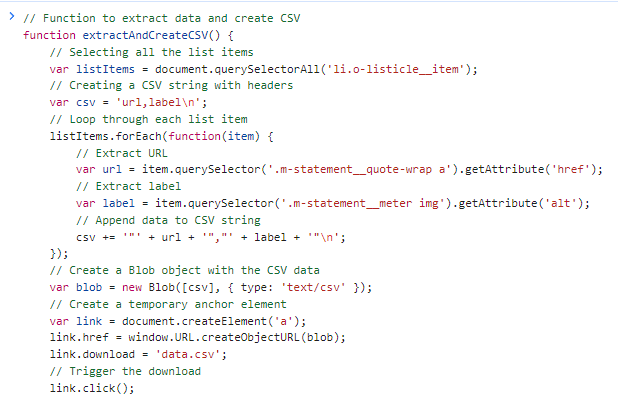 // Function to extract data and create CSV
function extractAndCreateCSV() {
// Selecting all the list items
var listItems = document.querySelectorAll('li.o-listicle__item');
// Creating a CSV string with headers
var csv = 'url,label\n';
// Loop through each list item
listItems.forEach(function(item) {
// Extract URL
var url = item.querySelector('.m-statement__quote-wrap a').getAttribute('href');
// Extract label
var label = item.querySelector('.m-statement__meter img').getAttribute('alt');
// Append data to CSV string
csv += '"' + url + '","' + label + '"\n';
});
// Create a Blob object with the CSV data
var blob = new Blob([csv], { type: 'text/csv' });
// Create a temporary anchor element
var link = document.createElement('a');
link.href = window.URL.createObjectURL(blob);
link.download = 'data.csv';
// Trigger the download
link.click();